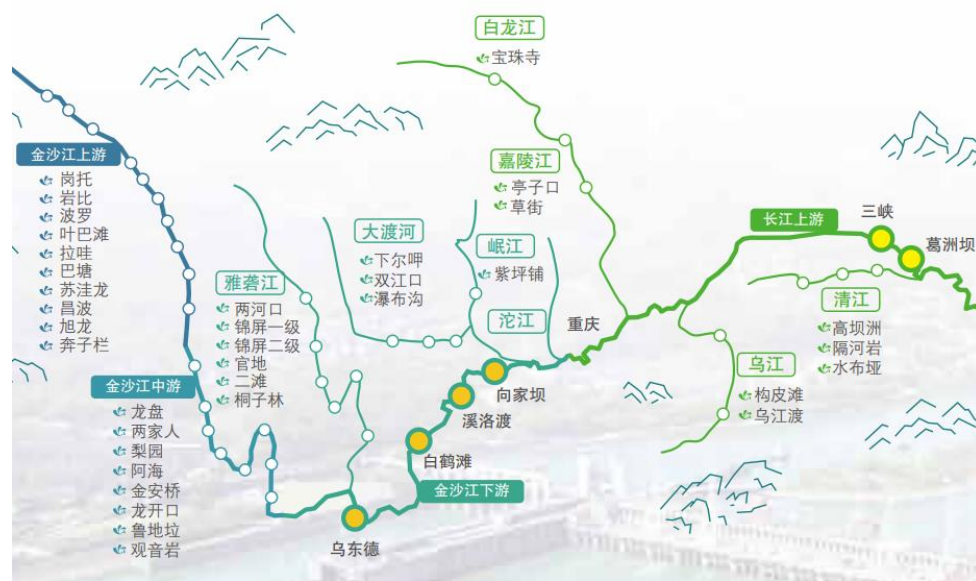 白龙江
宝珠寺
嘉陵江
亭子口
草街
金沙江上游
岗托
岩比
波罗
叶巴滩
拉哇
巴塘
苏洼龙
昌波
旭龙
奔子栏
大渡河
下尔呷
双江口
瀑布沟
岷江
紫坪铺
长江上游
三峡
葛洲坝
雅砻江
两河口
锦屏一级
锦屏二级
官地
二滩
桐子林
沱江
重庆
清江
高坝洲
隔河岩
水布垭
乌江
构皮滩
乌江渡
金沙江中游
龙盘
两家人
梨园
阿海
金安桥
龙开口
鲁地垃
观音岩
向家坝
溪洛渡
白鹤滩
金沙江下游
乌东德